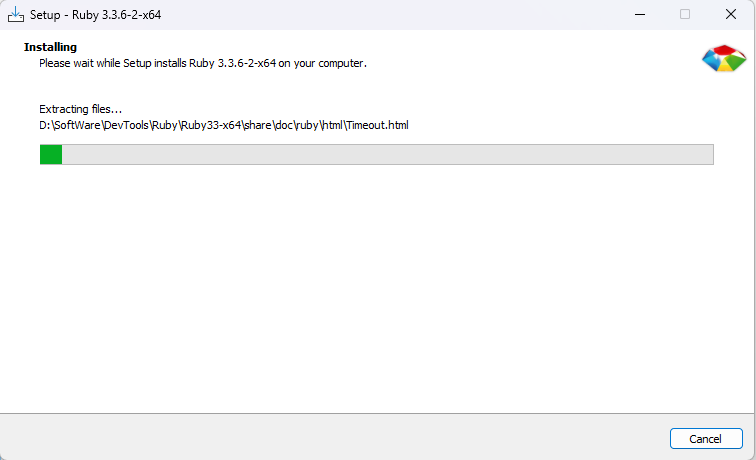 Setup - Ruby 3.3.6-2-x64
Installing
Please wait while Setup installs Ruby 3.3.6-2-x64 on your computer.
Extracting files...
D:\SoftWare\DevTools\Ruby\Ruby33-x64\share\doc\ruby\html\Timeout.html
Cancel